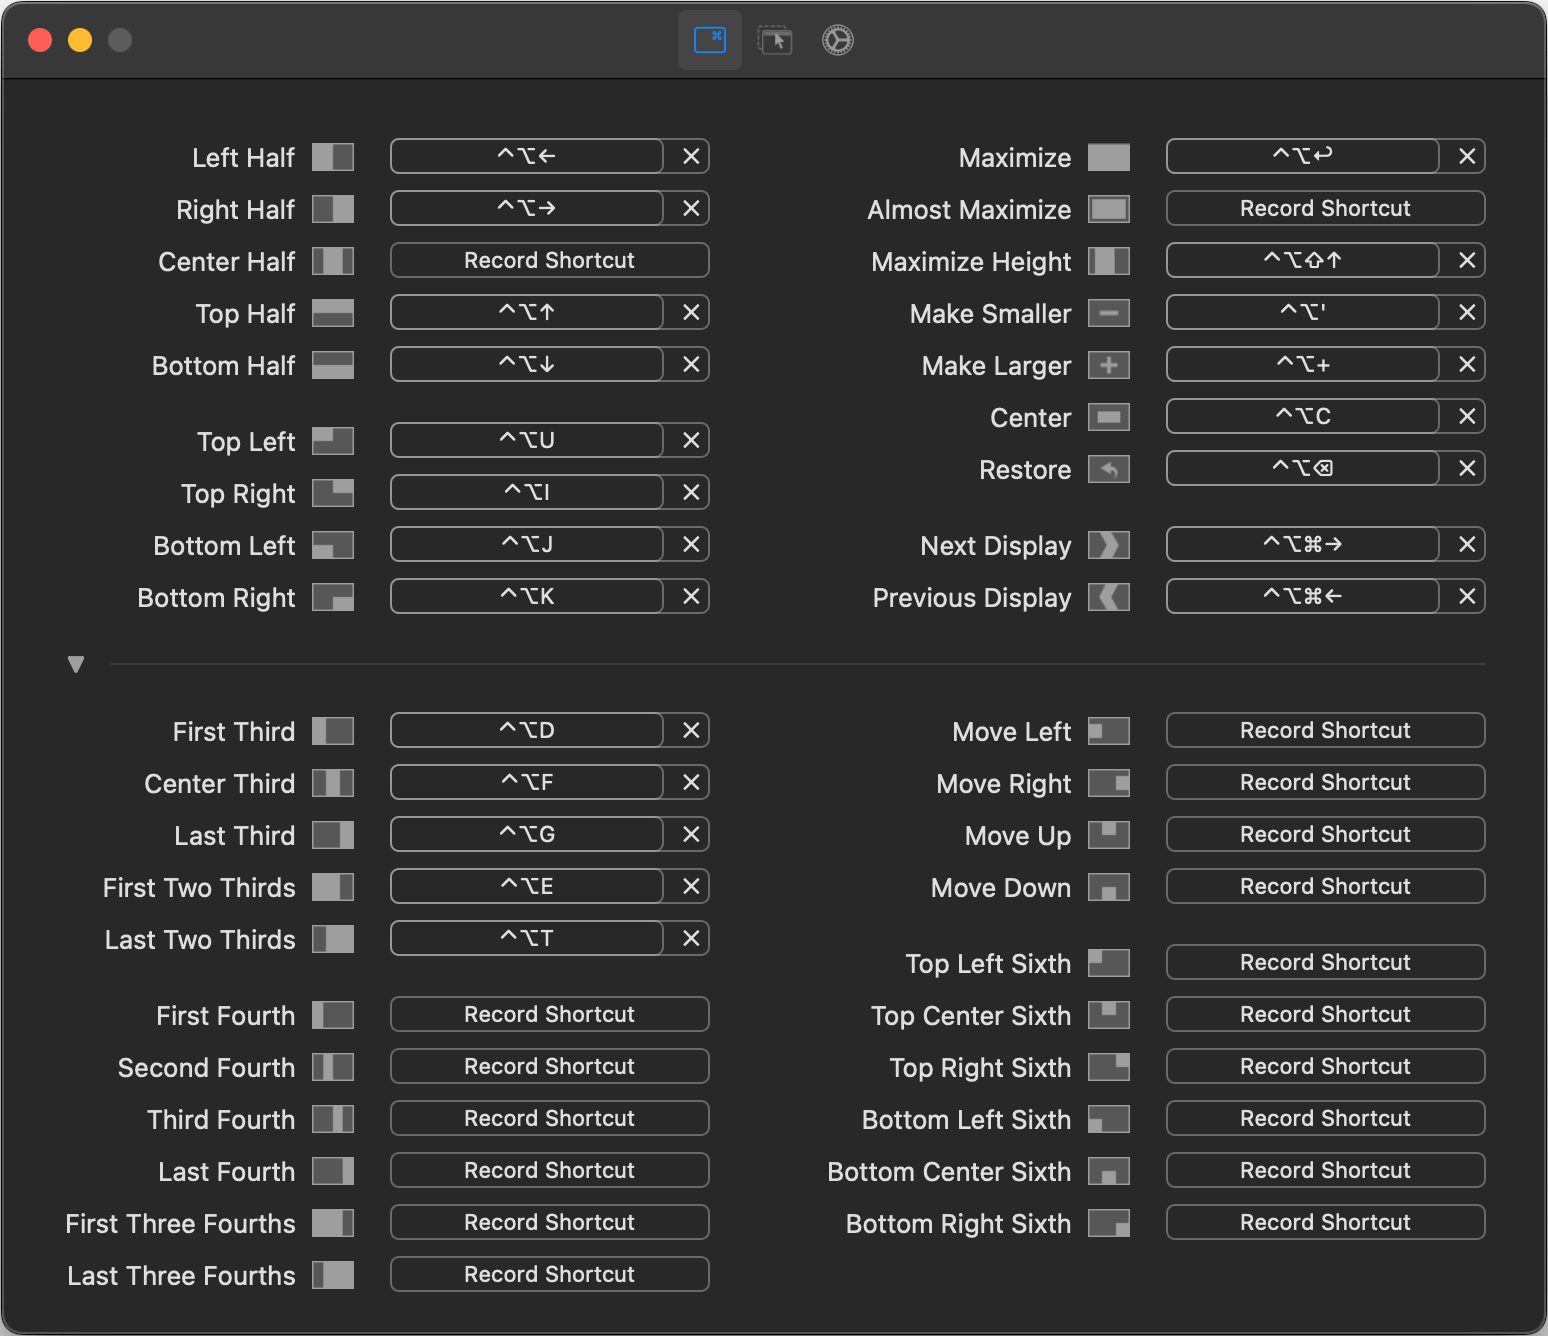 Left Half ^⌥←
Right Half ^⌥→
Center Half Record Shortcut
Top Half ^⌥↑
Bottom Half ^⌥↓
Top Left ^⌥U
Top Right ^⌥I
Bottom Left ^⌥J
Bottom Right ^⌥K
Maximize ^⌥↩
Almost Maximize Record Shortcut
Maximize Height ^⌥⇧↑
Make Smaller ^⌥'
Make Larger ^⌥+
Center ^⌥C
Restore ^⌥⌫
Next Display ^⌥⌘→
Previous Display ^⌥⌘←
First Third ^⌥D
Center Third ^⌥F
Last Third ^⌥G
First Two Thirds ^⌥E
Last Two Thirds ^⌥T
First Fourth Record Shortcut
Second Fourth Record Shortcut
Third Fourth Record Shortcut
Last Fourth Record Shortcut
First Three Fourths Record Shortcut
Last Three Fourths Record Shortcut
Move Left Record Shortcut
Move Right Record Shortcut
Move Up Record Shortcut
Move Down Record Shortcut
Top Left Sixth Record Shortcut
Top Center Sixth Record Shortcut
Top Right Sixth Record Shortcut
Bottom Left Sixth Record Shortcut
Bottom Center Sixth Record Shortcut
Bottom Right Sixth Record Shortcut